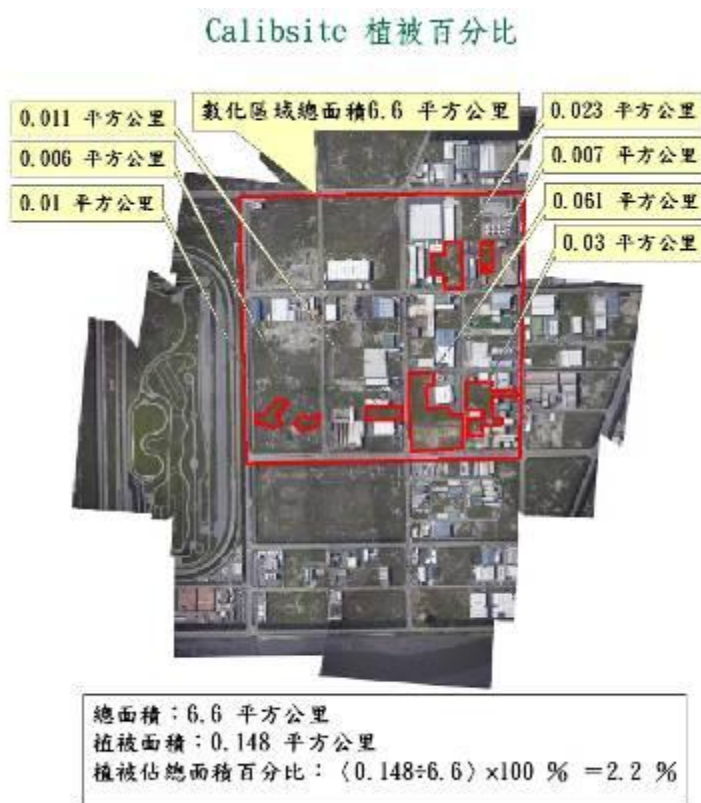 Calibsite 植被百分比
數化區域總面積6.6 平方公里
0.011 平方公里
0.006 平方公里
0.01 平方公里
0.023 平方公里
0.007 平方公里
0.061 平方公里
0.03 平方公里
總面積：6.6 平方公里
植被面積：0.148 平方公里
植被佔總面積百分比： (0.148÷6.6) ×100 % ＝2.2 %